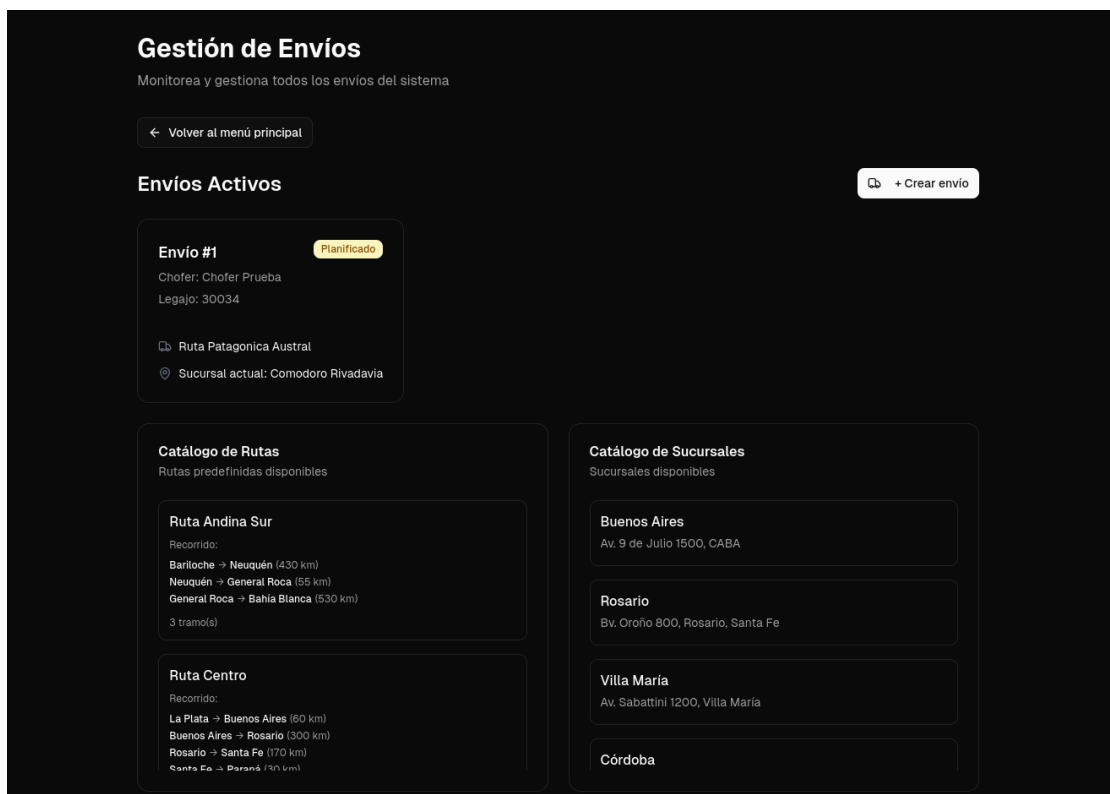 Gestión de Envíos
Monitorea y gestiona todos los envíos del sistema
← Volver al menú principal
Envíos Activos
+ Crear envío
Envío #1
Planificado
Chofer: Chofer Prueba
Legajo: 30034
Ruta Patagonica Austral
Sucursal actual: Comodoro Rivadavia
Catálogo de Rutas
Rutas predefinidas disponibles
Ruta Andina Sur
Recorrido:
Bariloche → Neuquén (430 km)
Neuquén → General Roca (55 km)
General Roca → Bahía Blanca (530 km)
3 tramo(s)
Ruta Centro
Recorrido:
La Plata → Buenos Aires (60 km)
Buenos Aires → Rosario (300 km)
Rosario → Santa Fe (170 km)
Santa Fe → Paraná (30 km)
Catálogo de Sucursales
Sucursales disponibles
Buenos Aires
Av. 9 de Julio 1500, CABA
Rosario
Bv. Oroño 800, Rosario, Santa Fe
Villa María
Av. Sabattini 1200, Villa María
Córdoba